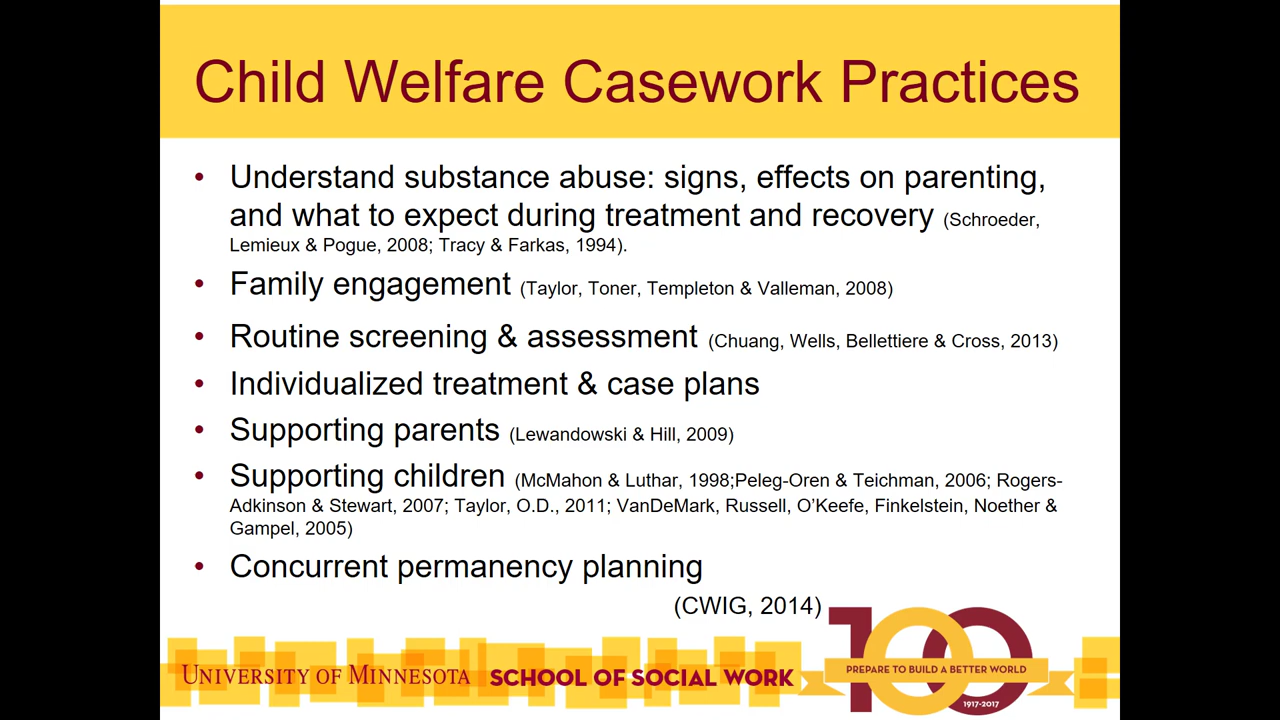 Child Welfare Casework Practices
• Understand substance abuse: signs, effects on parenting,
and what to expect during treatment and recovery (Schroeder,
Lemieux & Pogue, 2008; Tracy & Farkas, 1994).
• Family engagement (Taylor, Toner, Templeton & Valleman, 2008)
• Routine screening & assessment (Chuang, Wells, Bellettiere & Cross, 2013)
• Individualized treatment & case plans
• Supporting parents (Lewandowski & Hill, 2009)
• Supporting children (McMahon & Luthar, 1998;Peleg-Oren & Teichman, 2006; Rogers-
Adkinson & Stewart, 2007; Taylor, O.D., 2011; VanDeMark, Russell, O’Keefe, Finkelstein, Noether &
Gampel, 2005)
• Concurrent permanency planning
(CWIG, 2014)
UNIVERSITY OF MINNESOTA SCHOOL OF SOCIAL WORK
100
PREPARE TO BUILD A BETTER WORLD
1917-2017